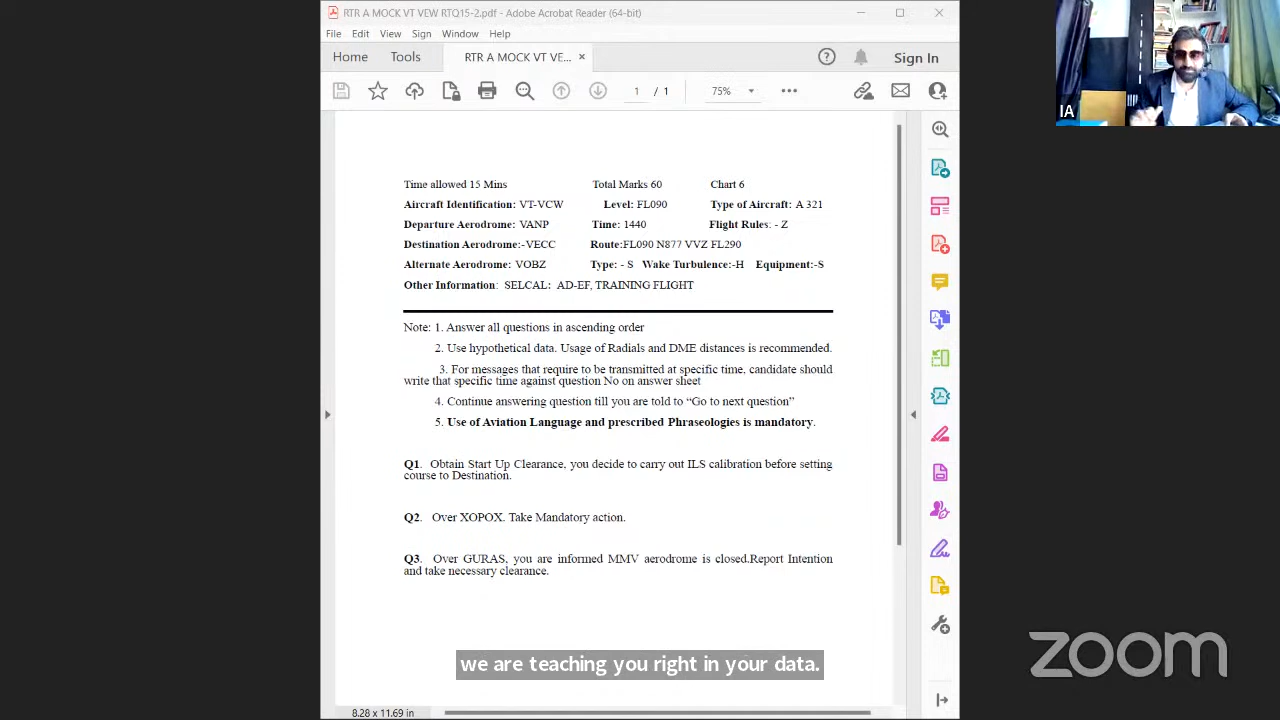 RTR A MOCK VT VEW RTQ15-2.pdf - Adobe Acrobat Reader (64-bit)
File Edit View Sign Window Help
Home Tools RTR A MOCK VT VE... × Sign In
1 / 1 75%
IA
Time allowed 15 Mins Total Marks 60 Chart 6
Aircraft Identification: VT-VCW Level: FL090 Type of Aircraft: A 321
Departure Aerodrome: VANP Time: 1440 Flight Rules: - Z
Destination Aerodrome:-VECC Route:FL090 N877 VVZ FL290
Alternate Aerodrome: VOBZ Type: - S Wake Turbulence:-H Equipment:-S
Other Information: SELCAL: AD-EF, TRAINING FLIGHT
Note: 1. Answer all questions in ascending order
2. Use hypothetical data. Usage of Radials and DME distances is recommended.
3. For messages that require to be transmitted at specific time, candidate should
write that specific time against question No on answer sheet
4. Continue answering question till you are told to “Go to next question”
5. Use of Aviation Language and prescribed Phraseologies is mandatory.
Q1. Obtain Start Up Clearance, you decide to carry out ILS calibration before setting
course to Destination.
Q2. Over XOPOX. Take Mandatory action.
Q3. Over GURAS, you are informed MMV aerodrome is closed.Report Intention
and take necessary clearance.
we are teaching you right in your data.
zoom
8.28 x 11.69 in